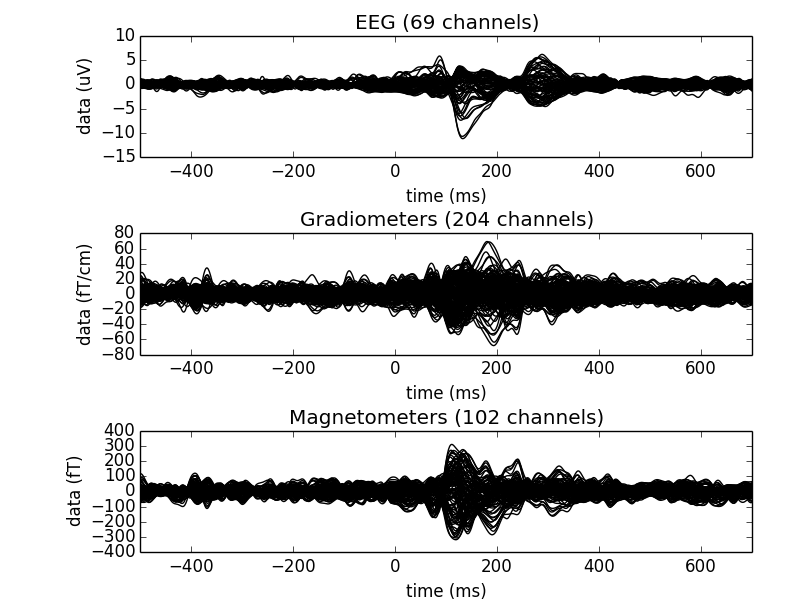 EEG (69 channels)
10
5
0
−5
−10
−15
data (uV)
−400 −200 0 200 400 600
time (ms)
Gradiometers (204 channels)
80
60
40
20
0
−20
−40
−60
−80
data (fT/cm)
−400 −200 0 200 400 600
time (ms)
Magnetometers (102 channels)
400
300
200
100
0
−100
−200
−300
−400
data (fT)
−400 −200 0 200 400 600
time (ms)